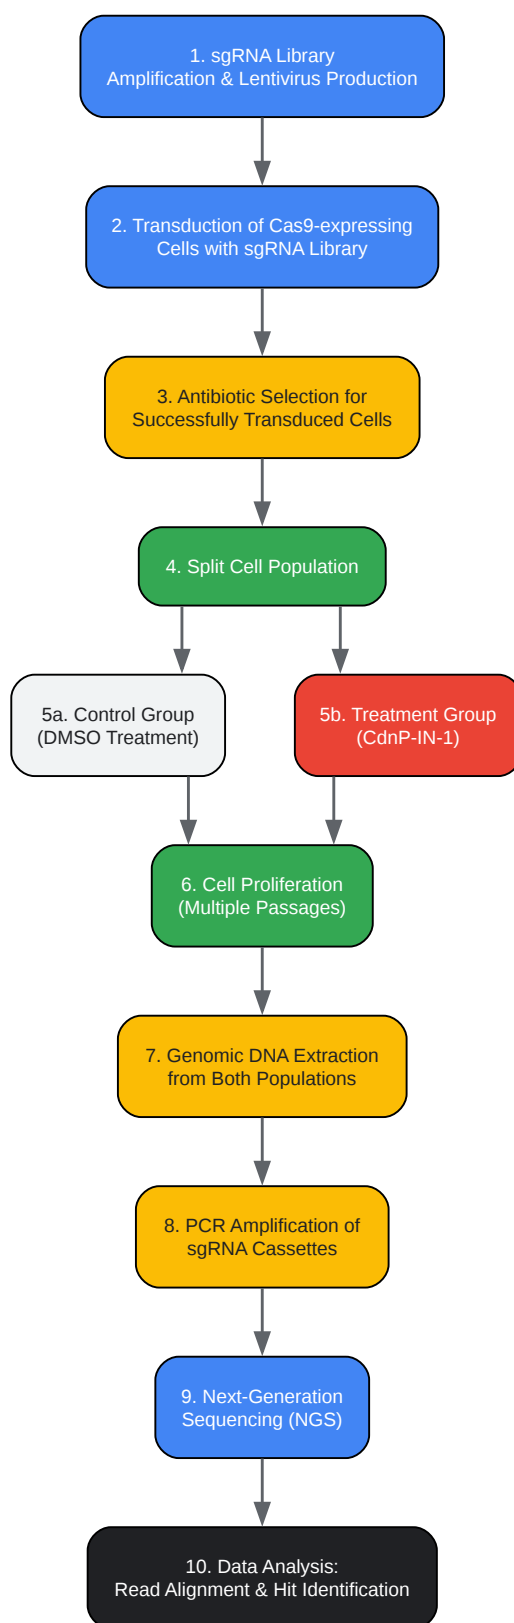 1. sgRNA Library
Amplification & Lentivirus Production
2. Transduction of Cas9-expressing
Cells with sgRNA Library
3. Antibiotic Selection for
Successfully Transduced Cells
4. Split Cell Population
5a. Control Group
(DMSO Treatment)
5b. Treatment Group
(CdnP-IN-1)
6. Cell Proliferation
(Multiple Passages)
7. Genomic DNA Extraction
from Both Populations
8. PCR Amplification of
sgRNA Cassettes
9. Next-Generation
Sequencing (NGS)
10. Data Analysis:
Read Alignment & Hit Identification